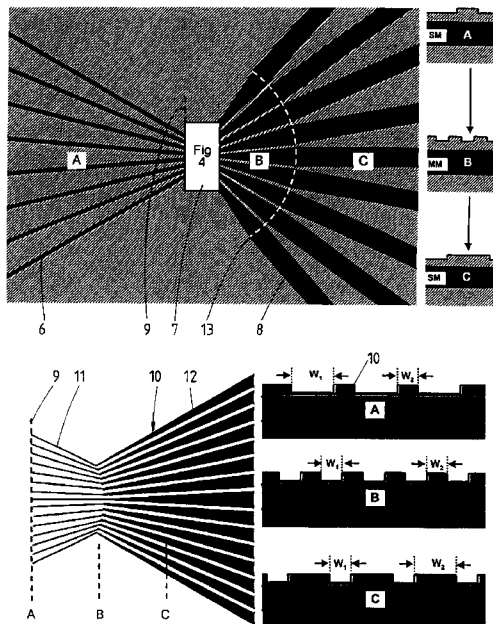 SM A
Fig
4
A B C
MM B
SM C
6 9 7 13 8
9 11 10 12
W₁ W₂ 10
A
W₁ W₂
B
W₁ W₂
C
A B C